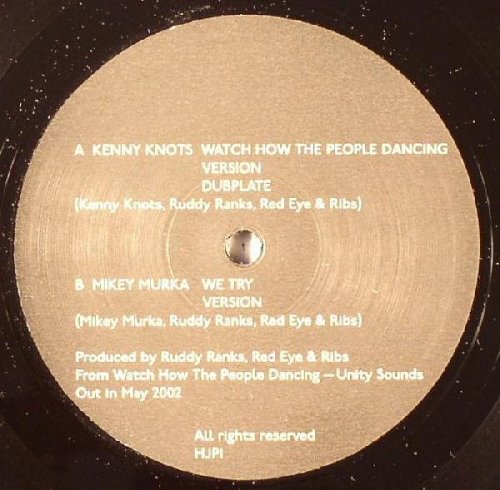 A KENNY KNOTS WATCH HOW THE PEOPLE DANCING
VERSION
DUBPLATE
(Kenny Knots, Ruddy Ranks, Red Eye & Ribs)
B MIKEY MURKA WE TRY
VERSION
(Mikey Murka, Ruddy Ranks, Red Eye & Ribs)
Produced by Ruddy Ranks, Red Eye & Ribs
From Watch How The People Dancing – Unity Sounds
Out in May 2002
All rights reserved
HJP1